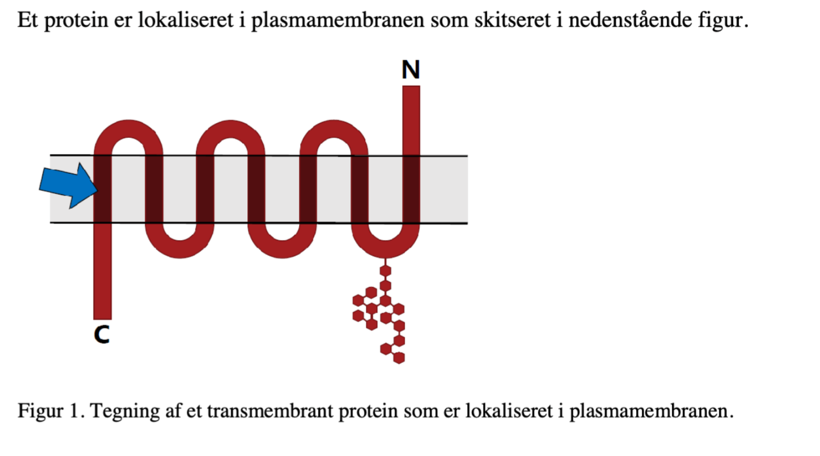 Et protein er lokaliseret i plasmamembranen som skitseret i nedenstående figur.
N
C
Figur 1. Tegning af et transmembrant protein som er lokaliseret i plasmamembranen.